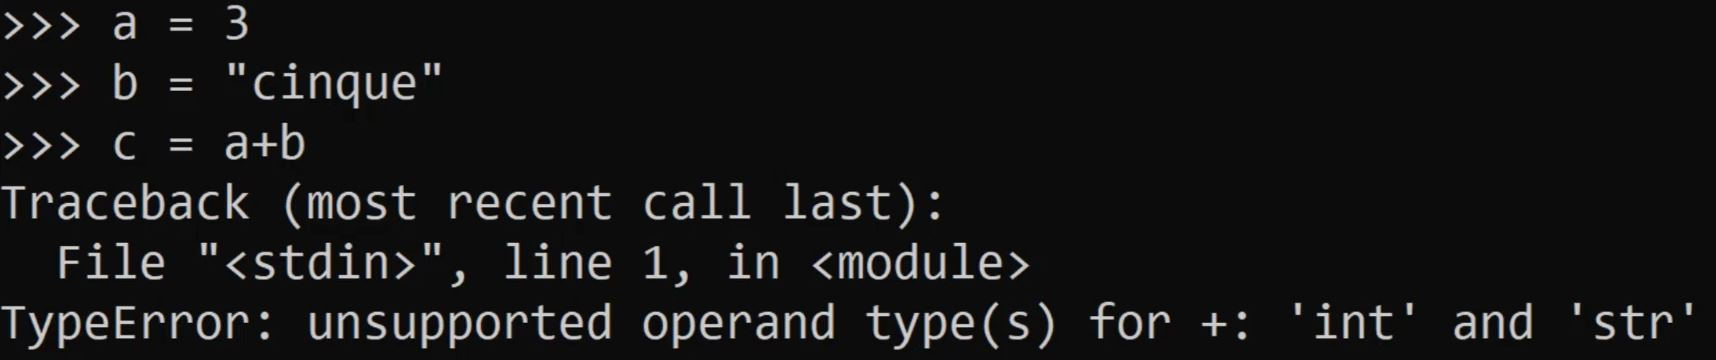 >>> a = 3
>>> b = "cinque"
>>> c = a+b
Traceback (most recent call last):
  File "<stdin>", line 1, in <module>
TypeError: unsupported operand type(s) for +: 'int' and 'str'